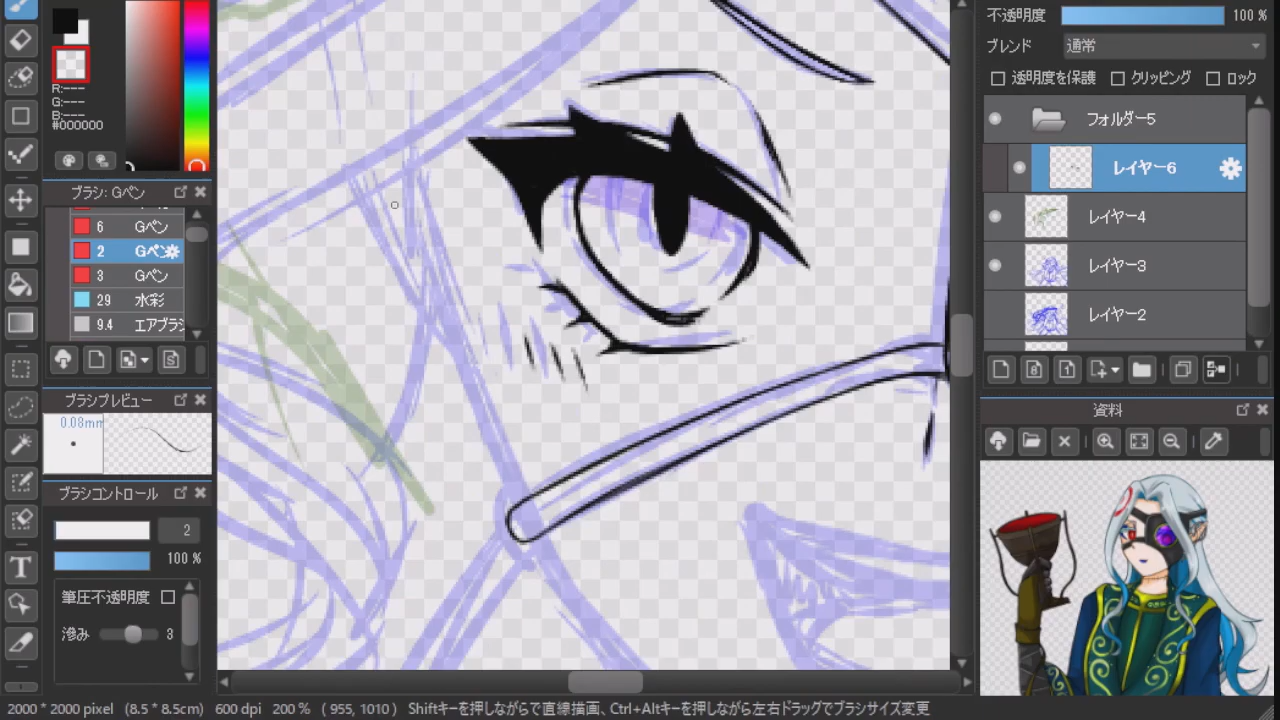 R:---
G:---
B:---
#000000
ブラシ: Gペン
6 Gペン
2 Gペン
3 Gペン
29 水彩
9.4 エアブラシ
ブラシプレビュー
0.08mm
ブラシコントロール
2
100 %
筆圧不透明度
滲み 3
不透明度 100 %
ブレンド 通常
透明度を保護 クリッピング ロック
フォルダー5
レイヤー6
レイヤー4
レイヤー3
レイヤー2
資料
2000 * 2000 pixel (8.5 * 8.5cm) 600 dpi 200 % ( 955, 1010 ) Shiftキーを押しながらで直線描画、Ctrl+Altキーを押しながら左右ドラッグでブラシサイズ変更